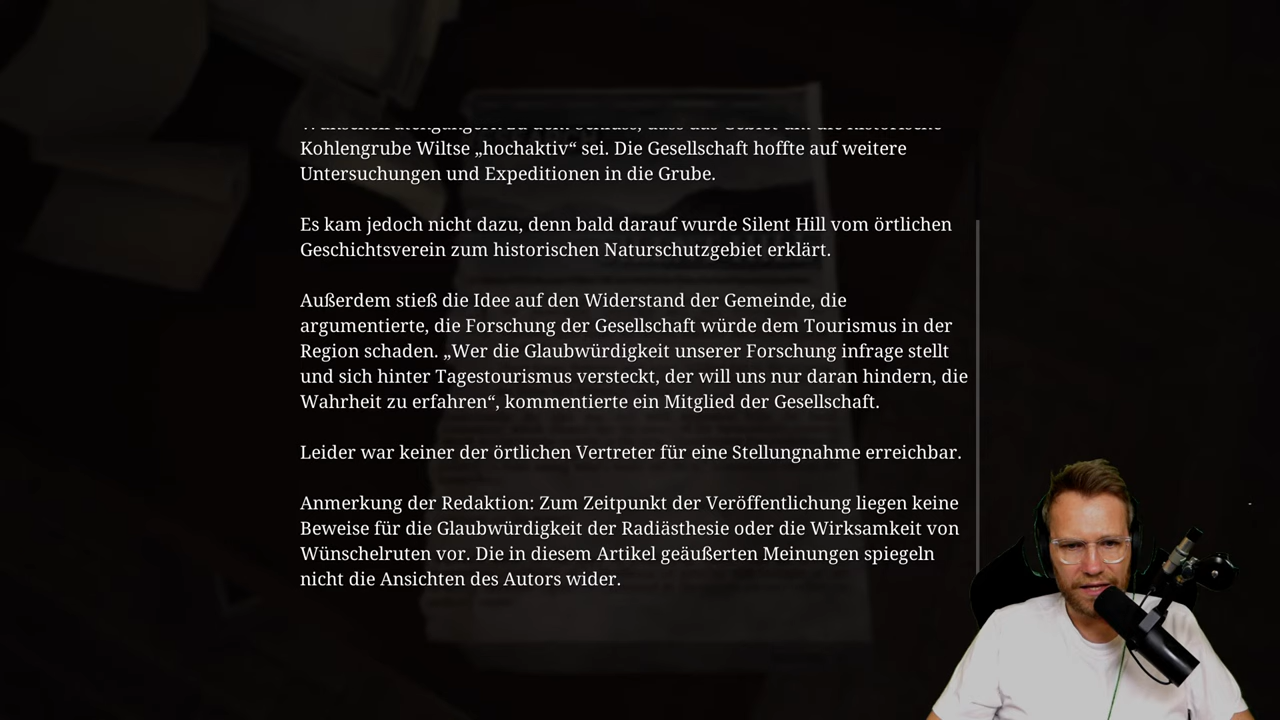 Kohlengrube Wiltse „hochaktiv“ sei. Die Gesellschaft hoffte auf weitere
Untersuchungen und Expeditionen in die Grube.
Es kam jedoch nicht dazu, denn bald darauf wurde Silent Hill vom örtlichen
Geschichtsverein zum historischen Naturschutzgebiet erklärt.
Außerdem stieß die Idee auf den Widerstand der Gemeinde, die
argumentierte, die Forschung der Gesellschaft würde dem Tourismus in der
Region schaden. „Wer die Glaubwürdigkeit unserer Forschung infrage stellt
und sich hinter Tagestourismus versteckt, der will uns nur daran hindern, die
Wahrheit zu erfahren“, kommentierte ein Mitglied der Gesellschaft.
Leider war keiner der örtlichen Vertreter für eine Stellungnahme erreichbar.
Anmerkung der Redaktion: Zum Zeitpunkt der Veröffentlichung liegen keine
Beweise für die Glaubwürdigkeit der Radiästhesie oder die Wirksamkeit von
Wünschelruten vor. Die in diesem Artikel geäußerten Meinungen spiegeln
nicht die Ansichten des Autors wider.